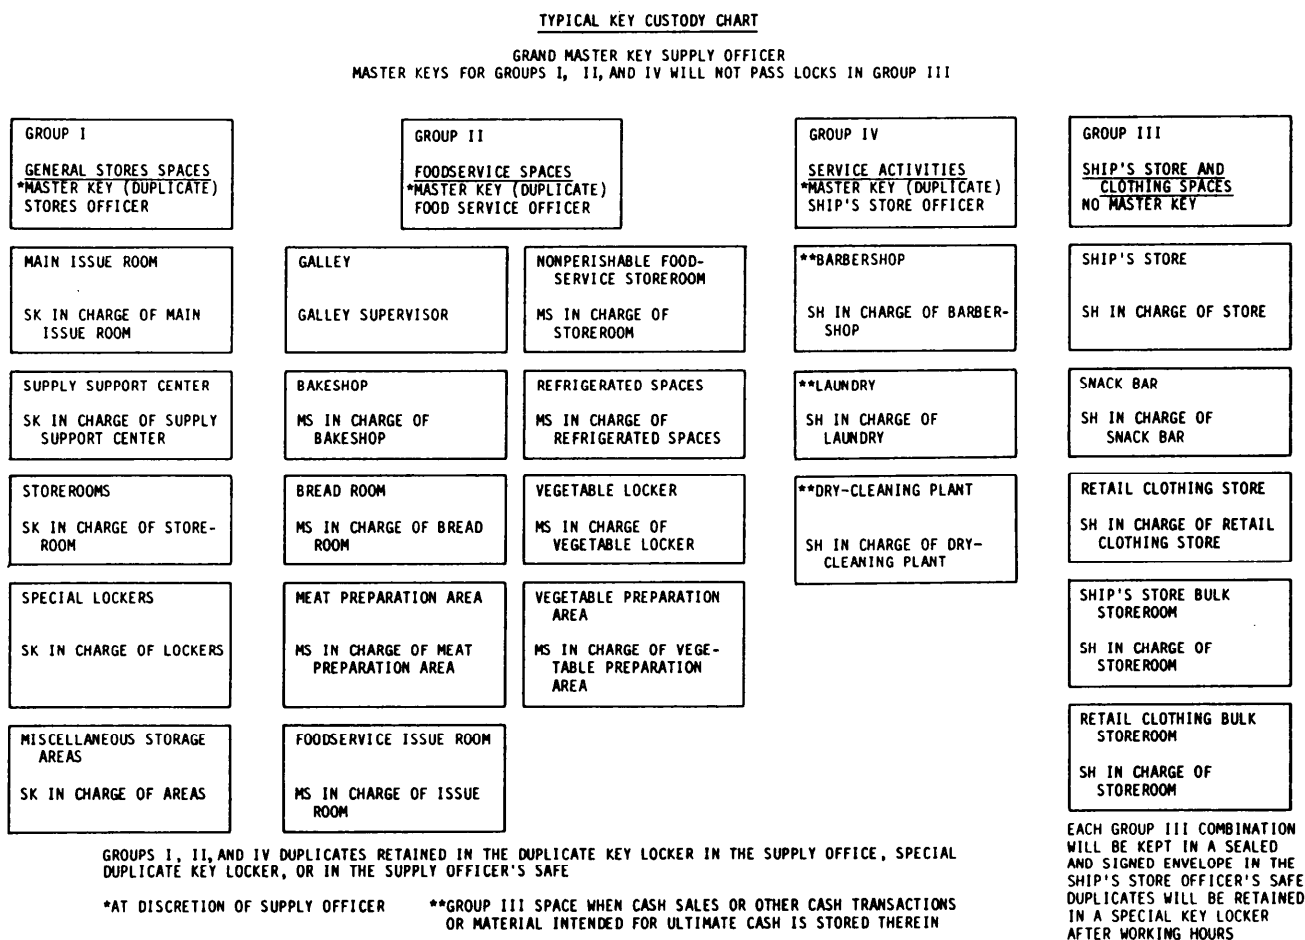 TYPICAL KEY CUSTODY CHART
GRAND MASTER KEY SUPPLY OFFICER
MASTER KEYS FOR GROUPS I, II, AND IV WILL NOT PASS LOCKS IN GROUP III
GROUP I
GENERAL STORES SPACES
*MASTER KEY (DUPLICATE)
STORES OFFICER
MAIN ISSUE ROOM
SK IN CHARGE OF MAIN
ISSUE ROOM
SUPPLY SUPPORT CENTER
SK IN CHARGE OF SUPPLY
SUPPORT CENTER
STOREROOMS
SK IN CHARGE OF STORE-
ROOM
SPECIAL LOCKERS
SK IN CHARGE OF LOCKERS
MISCELLANEOUS STORAGE
AREAS
SK IN CHARGE OF AREAS
GROUP II
FOODSERVICE SPACES
*MASTER KEY (DUPLICATE)
FOOD SERVICE OFFICER
GALLEY
GALLEY SUPERVISOR
BAKESHOP
MS IN CHARGE OF
BAKESHOP
BREAD ROOM
MS IN CHARGE OF BREAD
ROOM
MEAT PREPARATION AREA
MS IN CHARGE OF MEAT
PREPARATION AREA
FOODSERVICE ISSUE ROOM
MS IN CHARGE OF ISSUE
ROOM
NONPERISHABLE FOOD-
SERVICE STOREROOM
MS IN CHARGE OF
STOREROOM
REFRIGERATED SPACES
MS IN CHARGE OF
REFRIGERATED SPACES
VEGETABLE LOCKER
MS IN CHARGE OF
VEGETABLE LOCKER
VEGETABLE PREPARATION
AREA
MS IN CHARGE OF VEGE-
TABLE PREPARATION
AREA
GROUP IV
SERVICE ACTIVITIES
*MASTER KEY (DUPLICATE)
SHIP'S STORE OFFICER
**BARBERSHOP
SH IN CHARGE OF BARBER-
SHOP
**LAUNDRY
SH IN CHARGE OF
LAUNDRY
**DRY-CLEANING PLANT
SH IN CHARGE OF DRY-
CLEANING PLANT
GROUP III
SHIP'S STORE AND
CLOTHING SPACES
NO MASTER KEY
SHIP'S STORE
SH IN CHARGE OF STORE
SNACK BAR
SH IN CHARGE OF
SNACK BAR
RETAIL CLOTHING STORE
SH IN CHARGE OF RETAIL
CLOTHING STORE
SHIP'S STORE BULK
STOREROOM
SH IN CHARGE OF
STOREROOM
RETAIL CLOTHING BULK
STOREROOM
SH IN CHARGE OF
STOREROOM
EACH GROUP III COMBINATION
WILL BE KEPT IN A SEALED
AND SIGNED ENVELOPE IN THE
SHIP'S STORE OFFICER'S SAFE
DUPLICATES WILL BE RETAINED
IN A SPECIAL KEY LOCKER
AFTER WORKING HOURS
GROUPS I, II, AND IV DUPLICATES RETAINED IN THE DUPLICATE KEY LOCKER IN THE SUPPLY OFFICE, SPECIAL
DUPLICATE KEY LOCKER, OR IN THE SUPPLY OFFICER'S SAFE
*AT DISCRETION OF SUPPLY OFFICER
**GROUP III SPACE WHEN CASH SALES OR OTHER CASH TRANSACTIONS
OR MATERIAL INTENDED FOR ULTIMATE CASH IS STORED THEREIN